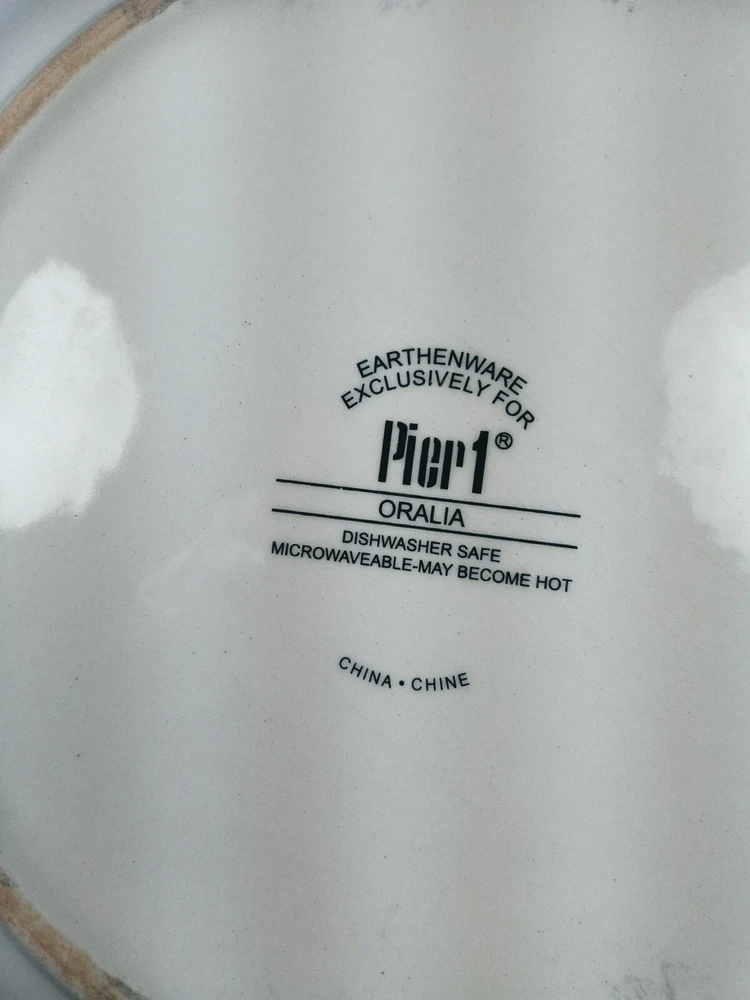 EARTHENWARE
EXCLUSIVELY FOR
Pier1®
ORALIA
DISHWASHER SAFE
MICROWAVEABLE-MAY BECOME HOT
CHINA • CHINE